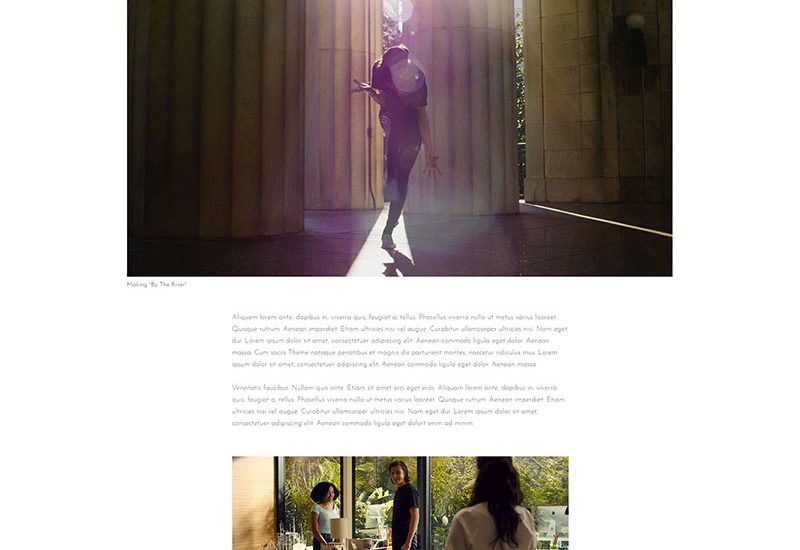 Making "By The River"
Aliquam lorem ante, dapibus in, viverra quis, feugiat a, tellus. Phasellus viverra nulla ut metus varius laoreet.
Quisque rutrum. Aenean imperdiet. Etiam ultricies nisi vel augue. Curabitur ullamcorper ultricies nisi. Nam eget
dui. Lorem ipsum dolor sit amet, consectetuer adipiscing elit. Aenean commodo ligula eget dolor. Aenean
massa. Cum sociis Theme natoque penatibus et magnis dis parturient montes, nascetur ridiculus mus. Lorem
ipsum dolor sit amet, consectetuer adipiscing elit. Aenean commodo ligula eget dolor. Aenean massa.
Venenatis faucibus. Nullam quis ante. Etiam sit amet orci eget eros. Aliquam lorem ante, dapibus in, viverra
quis, feugiat a, tellus. Phasellus viverra nulla ut metus varius laoreet. Quisque rutrum. Aenean imperdiet. Etiam
ultricies nisi vel augue. Curabitur ullamcorper ultricies nisi. Nam eget dui. Lorem ipsum dolor sit amet,
consectetuer adipiscing elit. Aenean commodo ligula eget dolort enim ad minim.